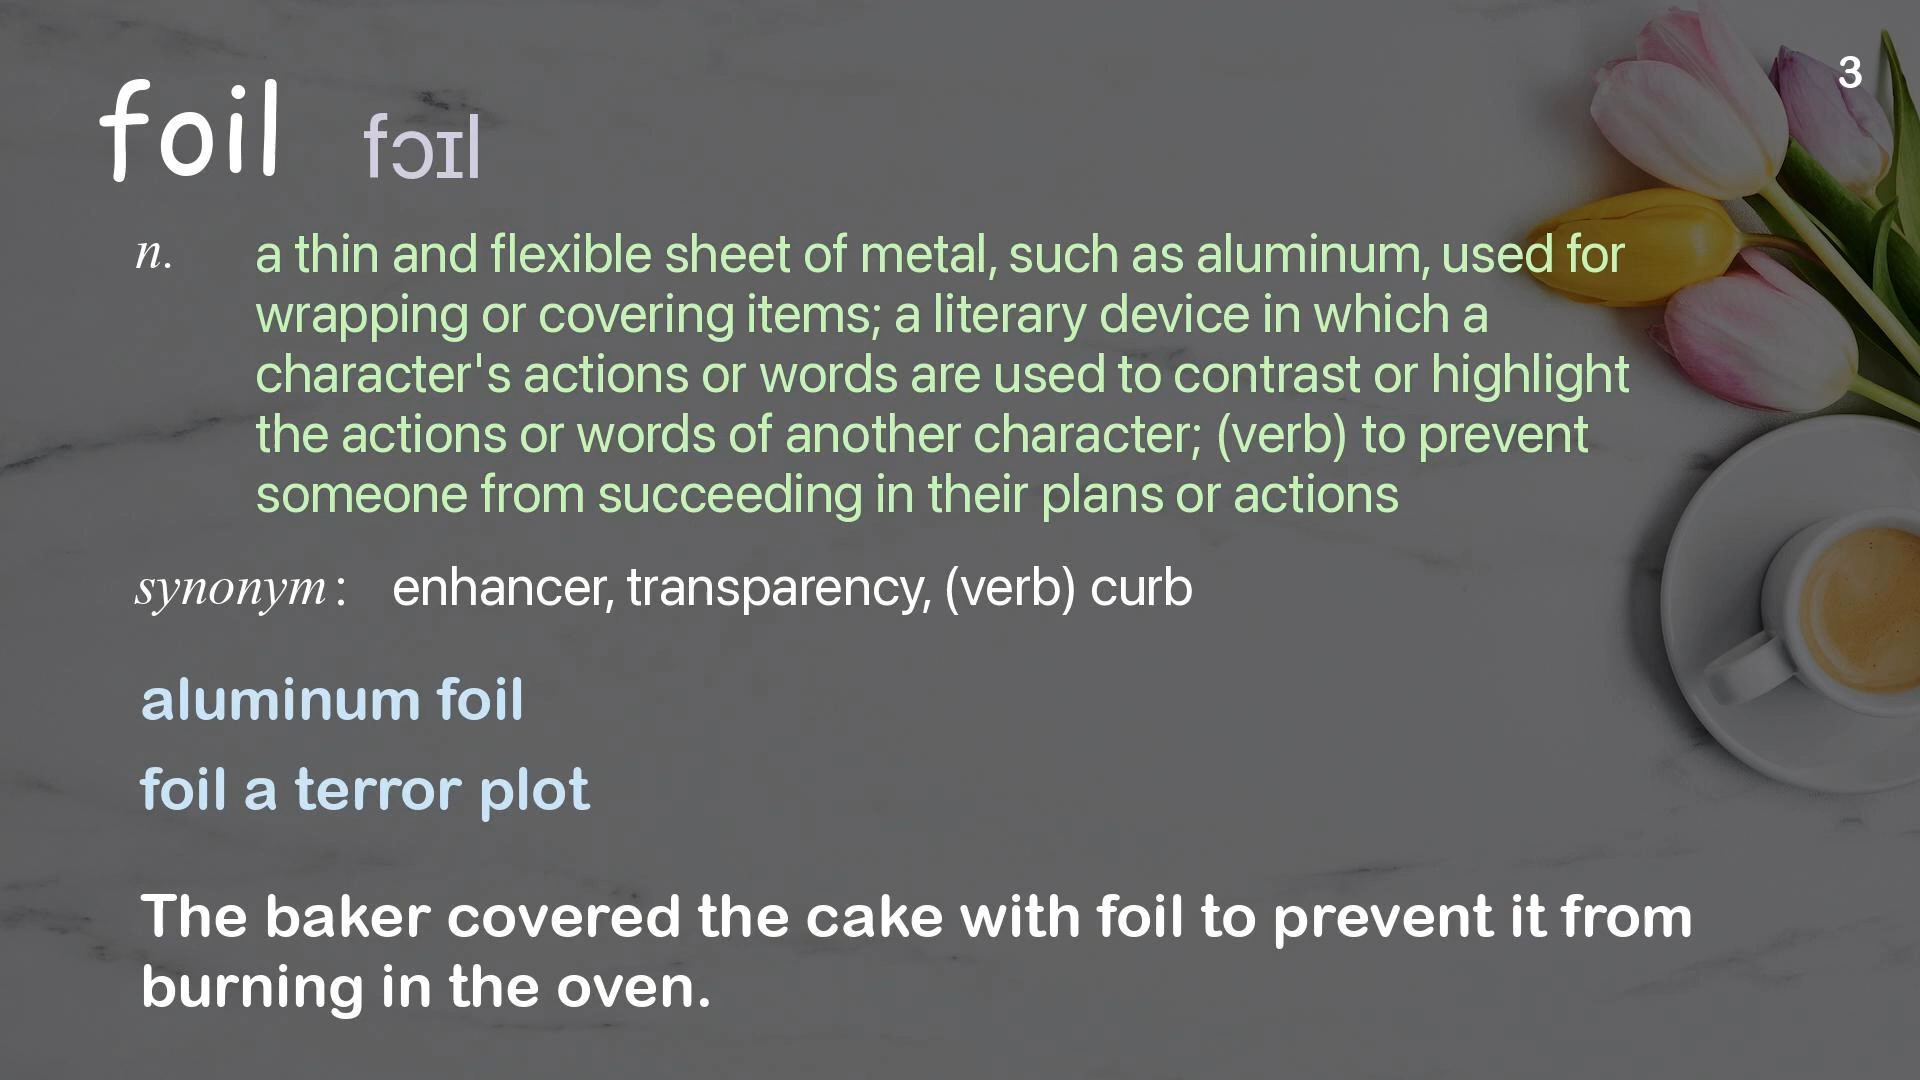 3
foil fɔɪl
n. a thin and flexible sheet of metal, such as aluminum, used for
wrapping or covering items; a literary device in which a
character's actions or words are used to contrast or highlight
the actions or words of another character; (verb) to prevent
someone from succeeding in their plans or actions
synonym: enhancer, transparency, (verb) curb
aluminum foil
foil a terror plot
The baker covered the cake with foil to prevent it from
burning in the oven.